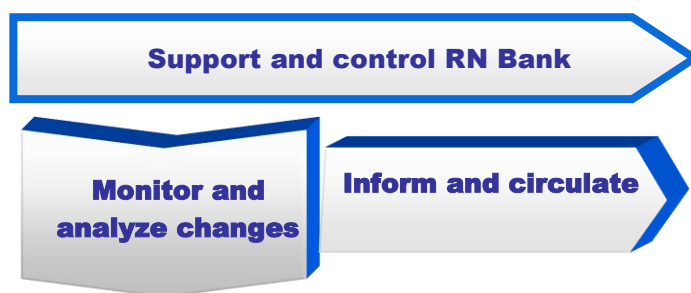 Support and control RN Bank
Monitor and
analyze changes
Inform and circulate